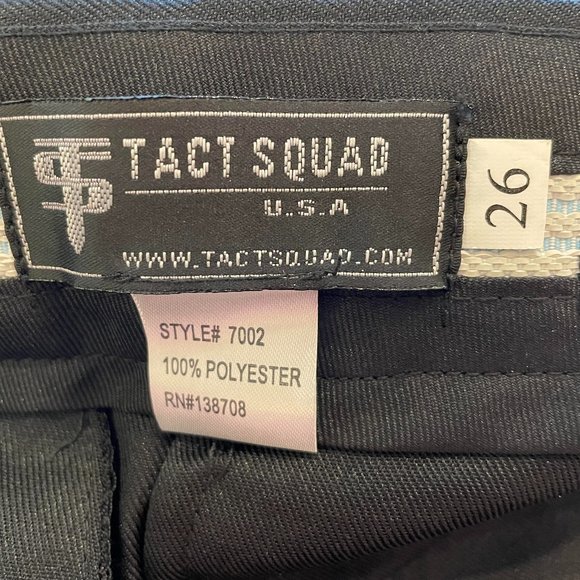 TACT SQUAD
U.S.A
WWW.TACTSQUAD.COM
26
STYLE# 7002
100% POLYESTER
RN#138708